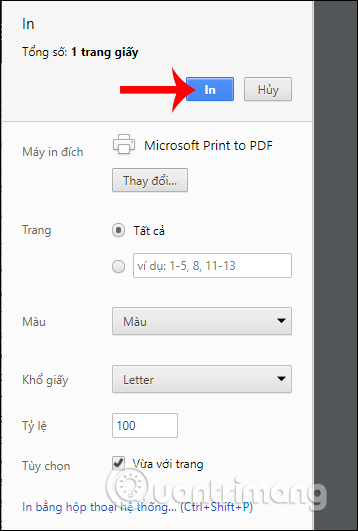 In
Tổng số: 1 trang giấy
In
Hủy
Máy in đích
Microsoft Print to PDF
Thay đổi...
Trang
Tất cả
ví dụ: 1-5, 8, 11-13
Màu
Màu
Khổ giấy
Letter
Tỷ lệ
100
Tùy chọn
Vừa với trang
In bằng hộp thoại hệ thống... (Ctrl+Shift+P)
Quantrimang